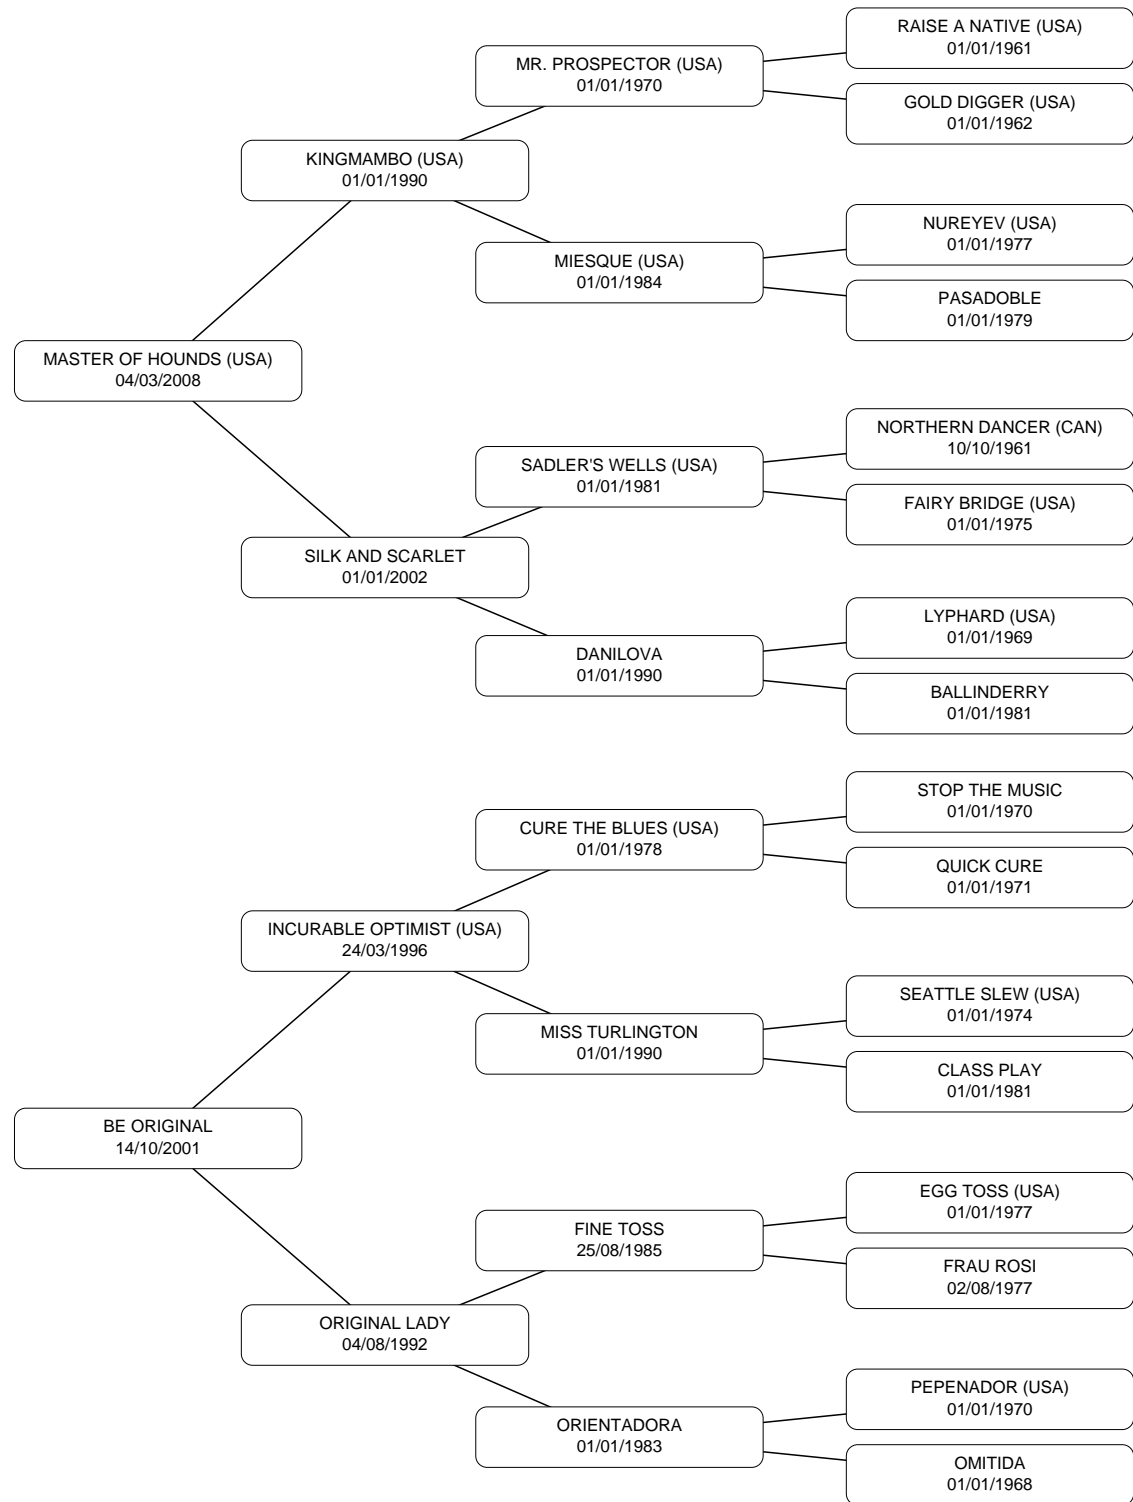 RAISE A NATIVE (USA)
01/01/1961
MR. PROSPECTOR (USA)
01/01/1970
GOLD DIGGER (USA)
01/01/1962
KINGMAMBO (USA)
01/01/1990
NUREYEV (USA)
01/01/1977
MIESQUE (USA)
01/01/1984
PASADOBLE
01/01/1979
MASTER OF HOUNDS (USA)
04/03/2008
NORTHERN DANCER (CAN)
10/10/1961
SADLER'S WELLS (USA)
01/01/1981
FAIRY BRIDGE (USA)
01/01/1975
SILK AND SCARLET
01/01/2002
LYPHARD (USA)
01/01/1969
DANILOVA
01/01/1990
BALLINDERRY
01/01/1981
STOP THE MUSIC
01/01/1970
CURE THE BLUES (USA)
01/01/1978
QUICK CURE
01/01/1971
INCURABLE OPTIMIST (USA)
24/03/1996
SEATTLE SLEW (USA)
01/01/1974
MISS TURLINGTON
01/01/1990
CLASS PLAY
01/01/1981
BE ORIGINAL
14/10/2001
EGG TOSS (USA)
01/01/1977
FINE TOSS
25/08/1985
FRAU ROSI
02/08/1977
ORIGINAL LADY
04/08/1992
PEPENADOR (USA)
01/01/1970
ORIENTADORA
01/01/1983
OMITIDA
01/01/1968